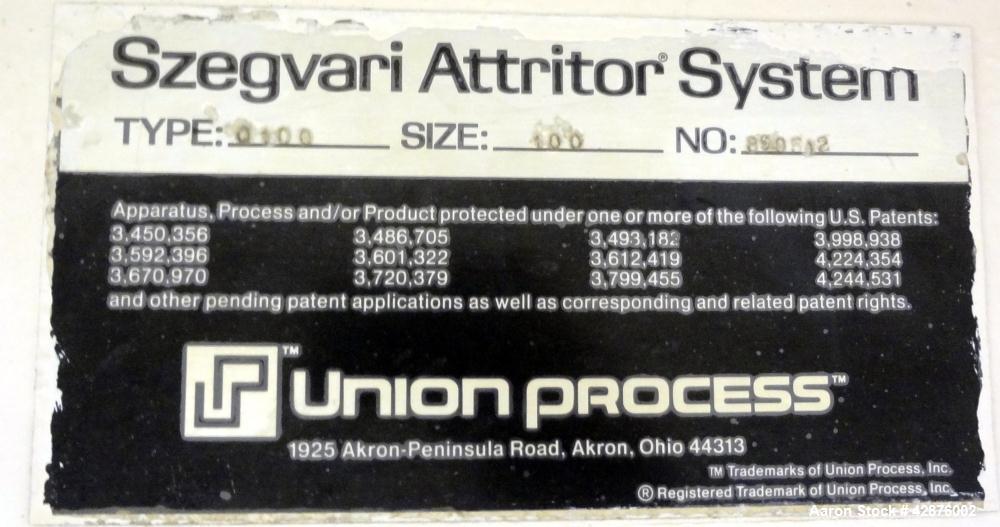 Szegvari Attritor® System
TYPE: 0100 SIZE: 100 NO:
Apparatus, Process and/or Product protected under one or more of the following U.S. Patents:
3,450,356 3,486,705 3,493,182 3,998,938
3,592,396 3,601,322 3,612,419 4,224,354
3,670,970 3,720,379 3,799,455 4,244,531
and other pending patent applications as well as corresponding and related patent rights.
UP™ UNION PROCESS™
1925 Akron-Peninsula Road, Akron, Ohio 44313
TM Trademarks of Union Process, Inc.
® Registered Trademark of Union Process, Inc.
Aaron Stock # 42876002